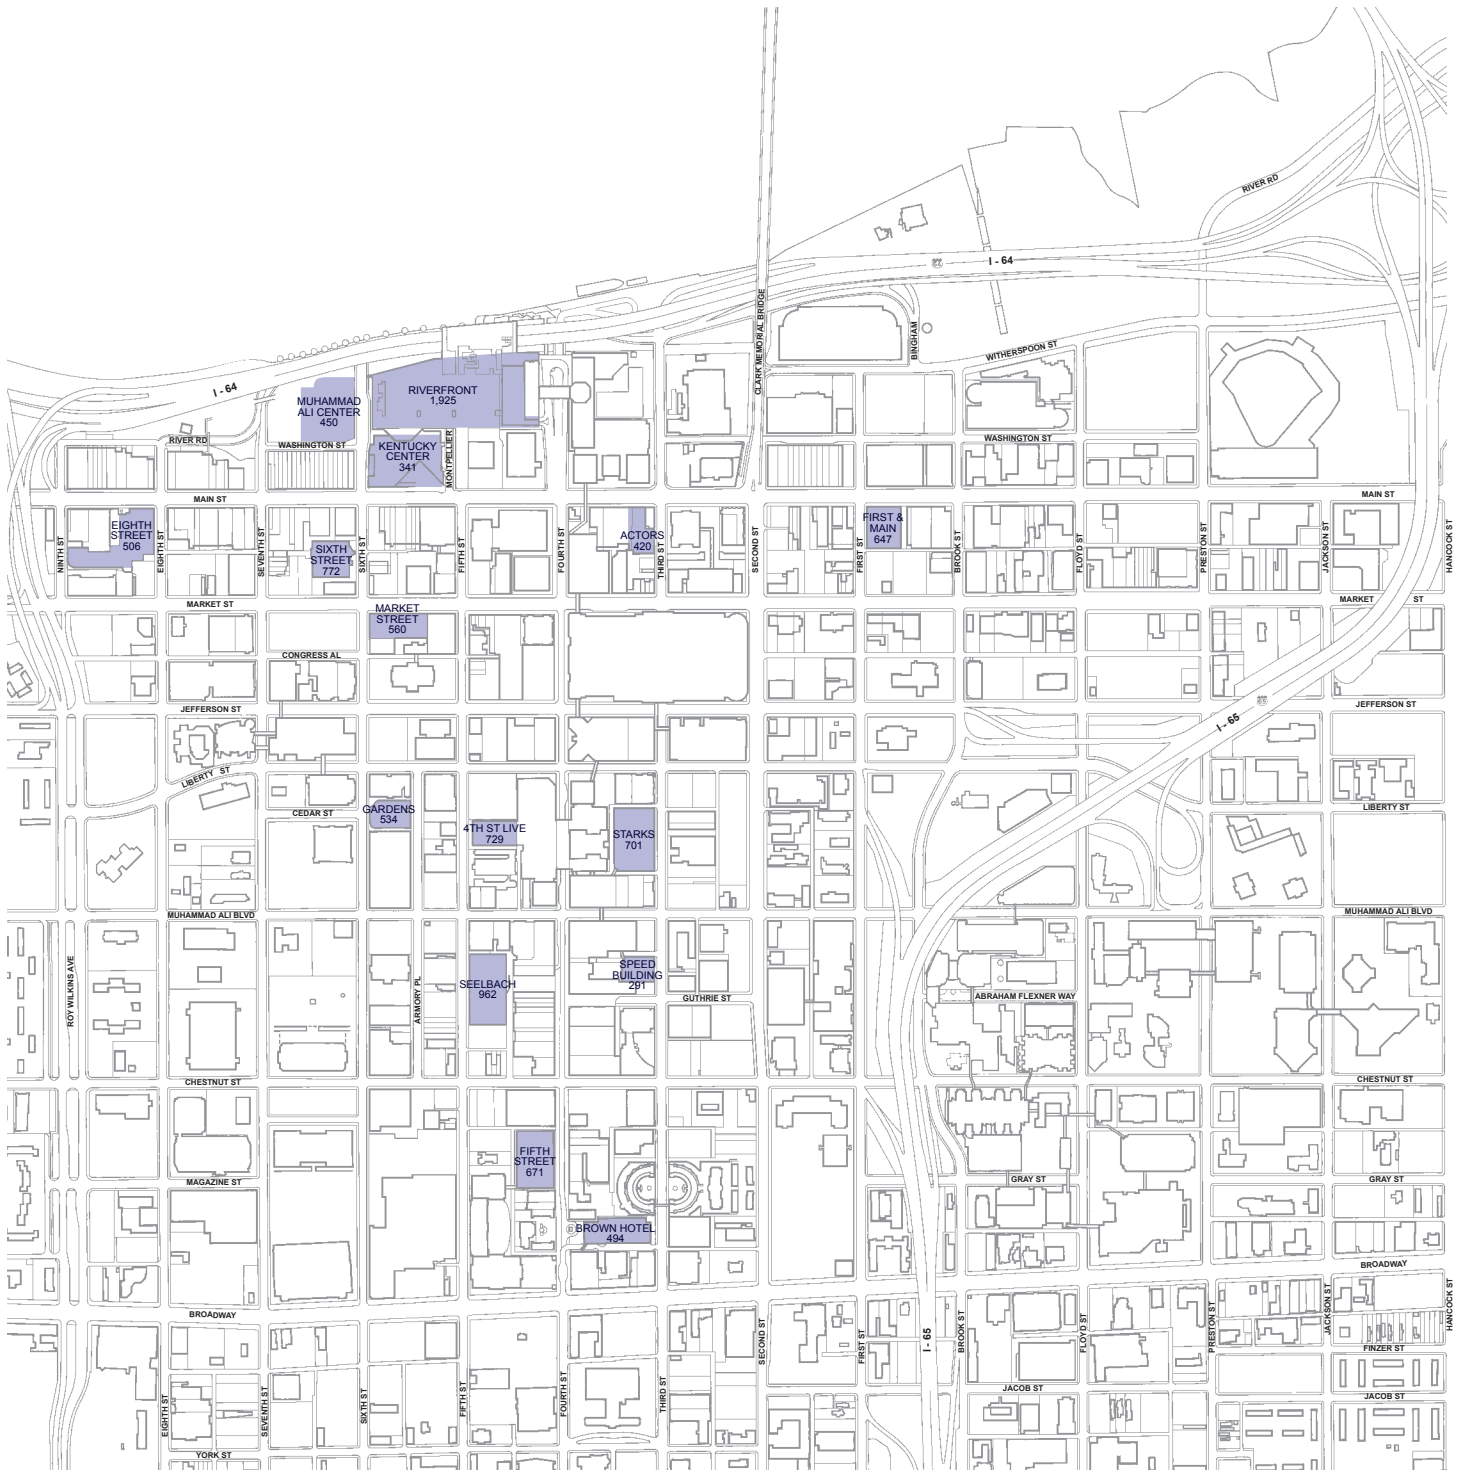 RIVER RD
I - 64
CLARK MEMORIAL BRIDGE
BINGHAM
WITHERSPOON ST
I - 64
MUHAMMAD
ALI CENTER
450
RIVERFRONT
1,925
RIVER RD
WASHINGTON ST
KENTUCKY
CENTER
341
MONTPELLIER
WASHINGTON ST
MAIN ST
MAIN ST
EIGHTH
STREET
506
SIXTH
STREET
772
ACTORS
420
FIRST &
MAIN
647
NINTH ST
EIGHTH ST
SEVENTH ST
SIXTH ST
FIFTH ST
FOURTH ST
THIRD ST
SECOND ST
FIRST ST
BROOK ST
FLOYD ST
PRESTON ST
JACKSON ST
HANCOCK ST
MARKET ST
MARKET
STREET
560
MARKET
ST
CONGRESS AL
JEFFERSON ST
JEFFERSON ST
I - 65
LIBERTY ST
CEDAR ST
GARDENS
534
4TH ST LIVE
729
STARKS
701
LIBERTY ST
MUHAMMAD ALI BLVD
MUHAMMAD ALI BLVD
ROY WILKINS AVE
ARMORY PL
SEELBACH
962
SPEED
BUILDING
291
GUTHRIE ST
ABRAHAM FLEXNER WAY
CHESTNUT ST
CHESTNUT ST
FIFTH
STREET
671
MAGAZINE ST
GRAY ST
GRAY ST
BROWN HOTEL
494
BROADWAY
BROADWAY
I - 65
SECOND ST
FIRST ST
BROOK ST
FLOYD ST
PRESTON ST
JACKSON ST
HANCOCK ST
FINZER ST
EIGHTH ST
SEVENTH ST
SIXTH ST
FIFTH ST
FOURTH ST
THIRD ST
JACOB ST
JACOB ST
YORK ST